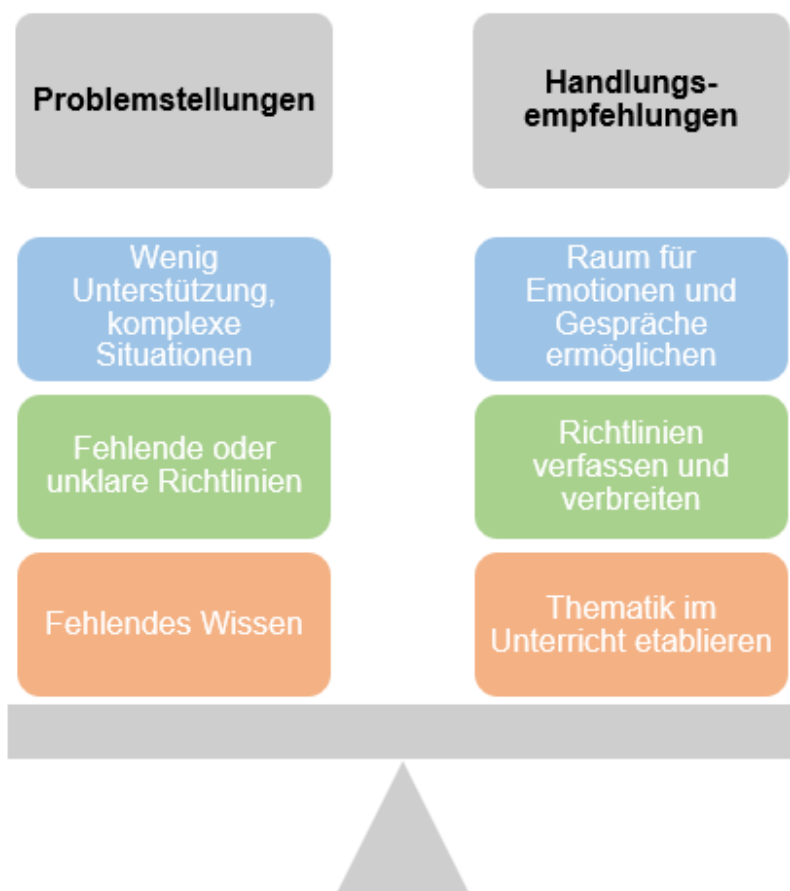 Problemstellungen
Handlungs-
empfehlungen
Wenig
Unterstützung,
komplexe
Situationen
Raum für
Emotionen und
Gespräche
ermöglichen
Fehlende oder
unklare Richtlinien
Richtlinien
verfassen und
verbreiten
Fehlendes Wissen
Thematik im
Unterricht etablieren